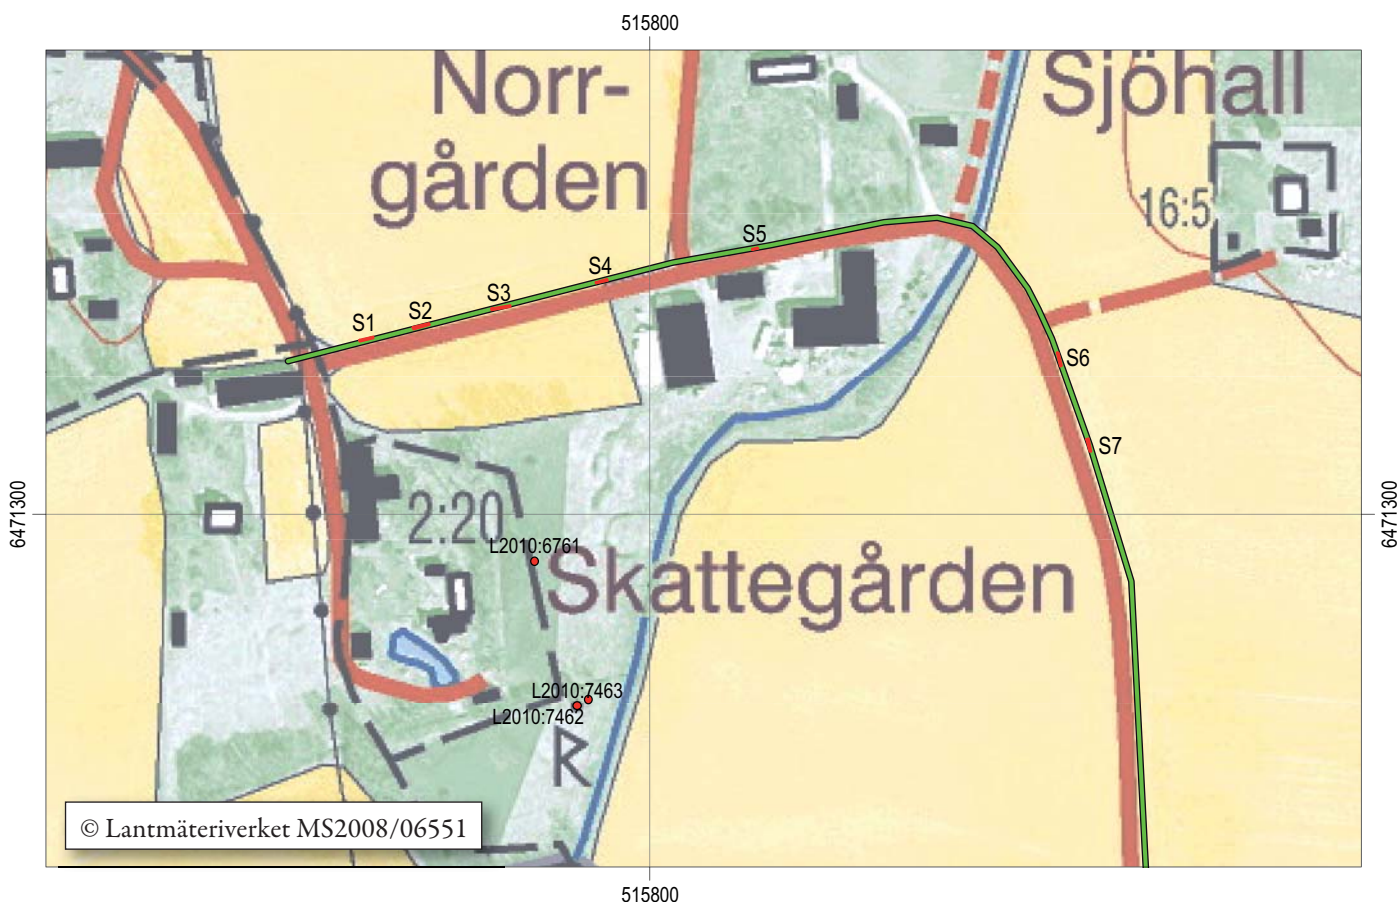 515800
Norr-
gården
Sjöhall
16:5
S5
S4
S3
S2
S1
S6
S7
6471300
6471300
2:20
L2010:6761
Skattegården
L2010:7463
L2010:7462
R
© Lantmäteriverket MS2008/06551
515800